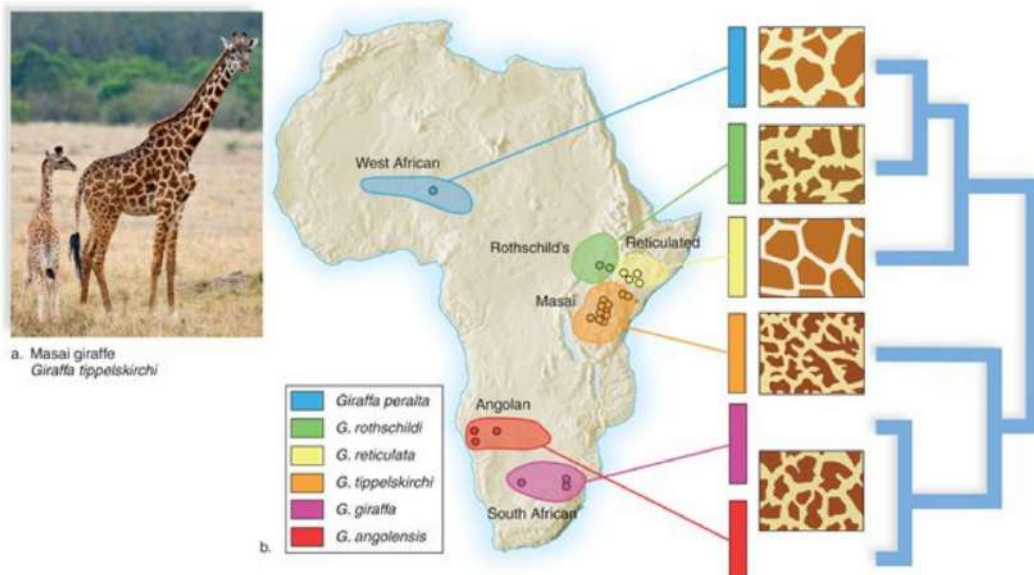 West African
Rothschild's
Reticulated
Masai
a. Masai giraffe
Giraffa tippelskirchi
Angolan
South African
Giraffa peralta
G. rothschildi
G. reticulata
G. tippelskirchi
G. giraffa
G. angolensis
b.